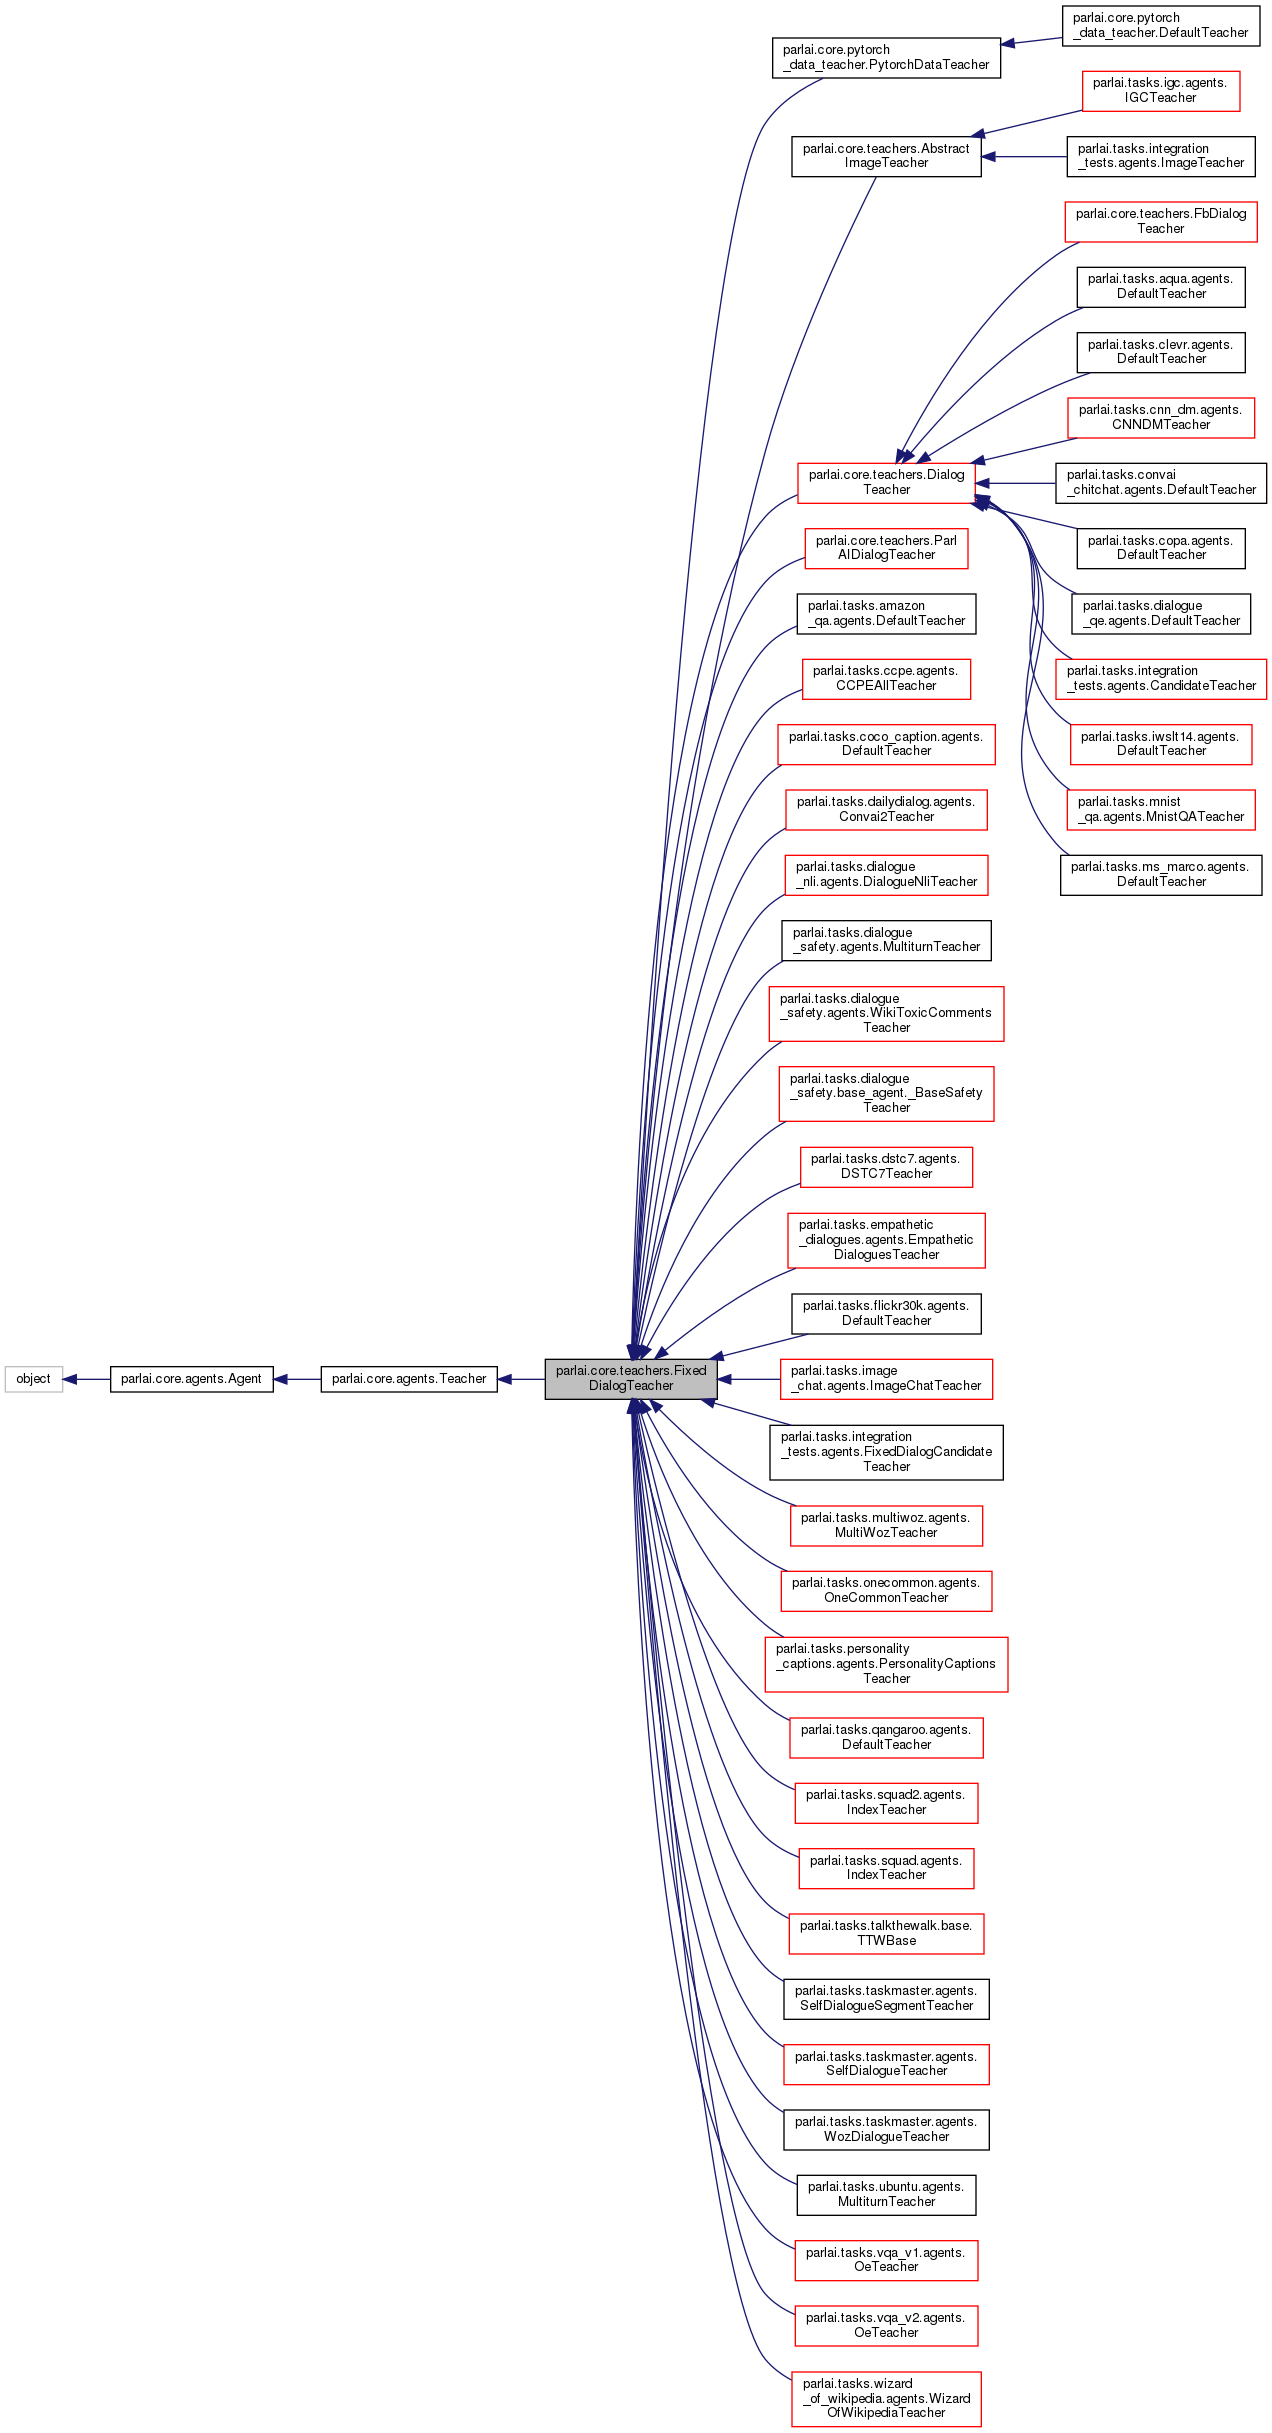 object
parlai.core.agents.Agent
parlai.core.agents.Teacher
parlai.core.teachers.Fixed
DialogTeacher
parlai.core.pytorch
_data_teacher.PytorchDataTeacher
parlai.core.teachers.Abstract
ImageTeacher
parlai.core.teachers.Dialog
Teacher
parlai.core.teachers.Parl
AIDialogTeacher
parlai.tasks.amazon
_qa.agents.DefaultTeacher
parlai.tasks.ccpe.agents.
CCPEAllTeacher
parlai.tasks.coco_caption.agents.
DefaultTeacher
parlai.tasks.dailydialog.agents.
Convai2Teacher
parlai.tasks.dialogue
_nli.agents.DialogueNliTeacher
parlai.tasks.dialogue
_safety.agents.MultiturnTeacher
parlai.tasks.dialogue
_safety.agents.WikiToxicComments
Teacher
parlai.tasks.dialogue
_safety.base_agent._BaseSafety
Teacher
parlai.tasks.dstc7.agents.
DSTC7Teacher
parlai.tasks.empathetic
_dialogues.agents.Empathetic
DialoguesTeacher
parlai.tasks.flickr30k.agents.
DefaultTeacher
parlai.tasks.image
_chat.agents.ImageChatTeacher
parlai.tasks.integration
_tests.agents.FixedDialogCandidate
Teacher
parlai.tasks.multiwoz.agents.
MultiWozTeacher
parlai.tasks.onecommon.agents.
OneCommonTeacher
parlai.tasks.personality
_captions.agents.PersonalityCaptions
Teacher
parlai.tasks.qangaroo.agents.
DefaultTeacher
parlai.tasks.squad2.agents.
IndexTeacher
parlai.tasks.squad.agents.
IndexTeacher
parlai.tasks.talkthewalk.base.
TTWBase
parlai.tasks.taskmaster.agents.
SelfDialogueSegmentTeacher
parlai.tasks.taskmaster.agents.
SelfDialogueTeacher
parlai.tasks.taskmaster.agents.
WozDialogueTeacher
parlai.tasks.ubuntu.agents.
MultiturnTeacher
parlai.tasks.vqa_v1.agents.
OeTeacher
parlai.tasks.vqa_v2.agents.
OeTeacher
parlai.tasks.wizard
_of_wikipedia.agents.Wizard
OfWikipediaTeacher
parlai.core.pytorch
_data_teacher.DefaultTeacher
parlai.tasks.igc.agents.
IGCTeacher
parlai.tasks.integration
_tests.agents.ImageTeacher
parlai.core.teachers.FbDialog
Teacher
parlai.tasks.aqua.agents.
DefaultTeacher
parlai.tasks.clevr.agents.
DefaultTeacher
parlai.tasks.cnn_dm.agents.
CNNDMTeacher
parlai.tasks.convai
_chitchat.agents.DefaultTeacher
parlai.tasks.copa.agents.
DefaultTeacher
parlai.tasks.dialogue
_qe.agents.DefaultTeacher
parlai.tasks.integration
_tests.agents.CandidateTeacher
parlai.tasks.iwslt14.agents.
DefaultTeacher
parlai.tasks.mnist
_qa.agents.MnistQATeacher
parlai.tasks.ms_marco.agents.
DefaultTeacher